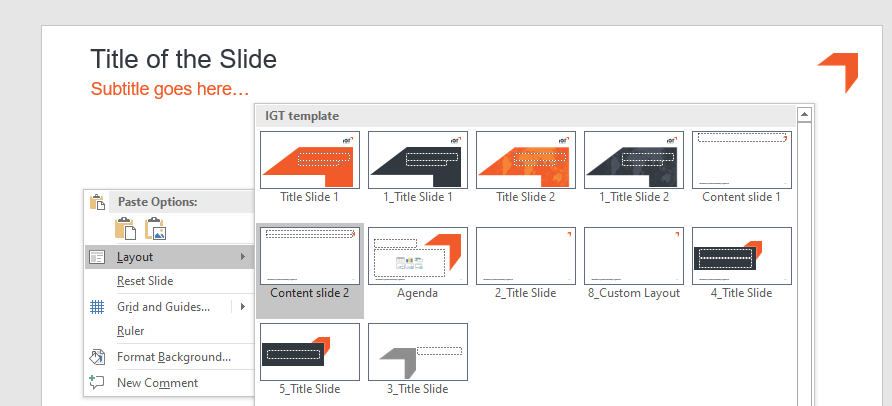 Title of the Slide
Subtitle goes here...
IGT template
Title Slide 1
1_Title Slide 1
Title Slide 2
1_Title Slide 2
Content slide 1
Paste Options:
Layout
Reset Slide
Grid and Guides...
Ruler
Format Background...
New Comment
Content slide 2
Agenda
2_Title Slide
8_Custom Layout
4_Title Slide
5_Title Slide
3_Title Slide